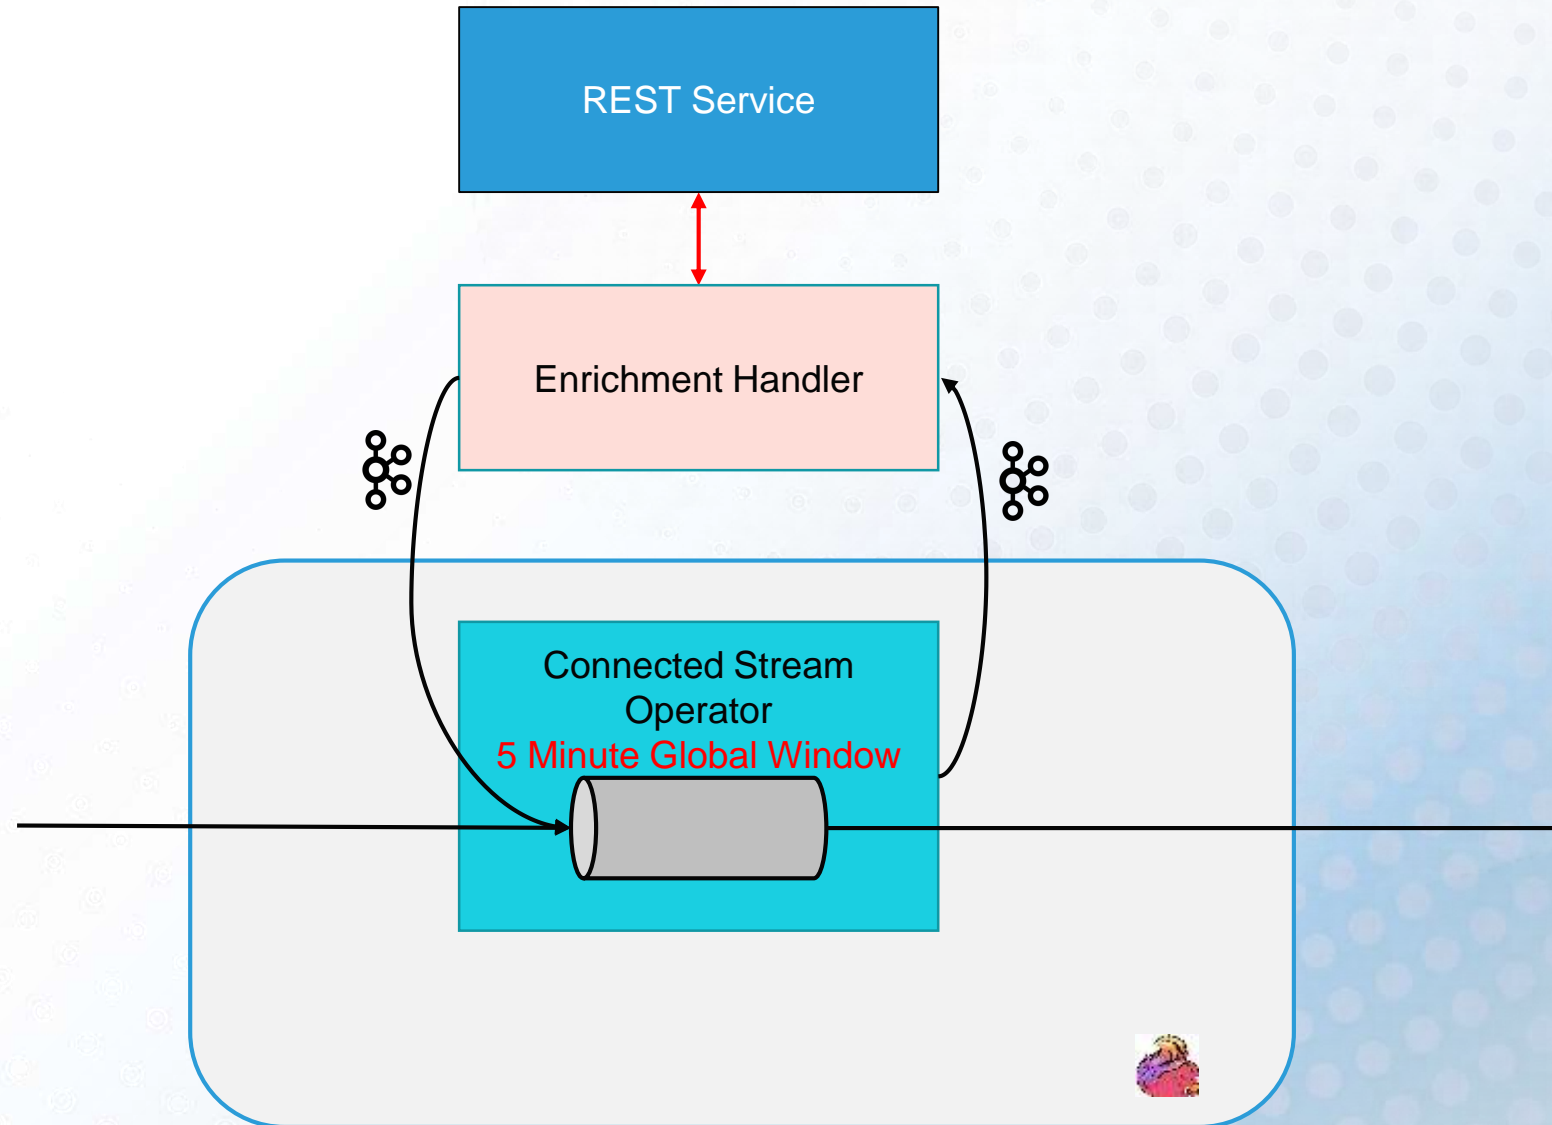 REST Service
Enrichment Handler
Connected Stream
Operator
5 Minute Global Window